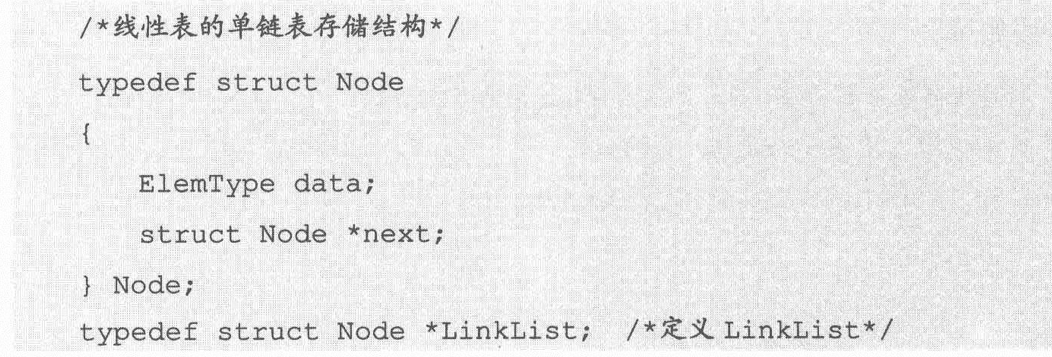 /*线性表的单链表存储结构*/
typedef struct Node
{
ElemType data;
struct Node *next;
} Node;
typedef struct Node *LinkList; /*定义 LinkList*/